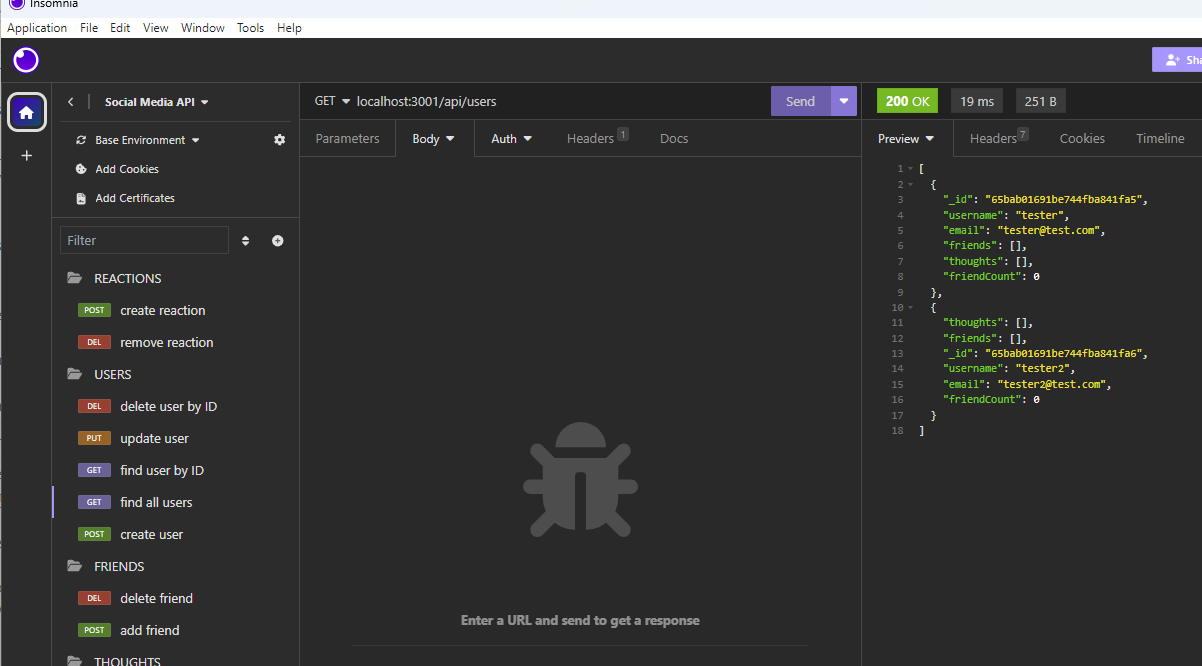 Insomnia
Application File Edit View Window Tools Help
Social Media API
Base Environment
Add Cookies
Add Certificates
Filter
REACTIONS
POST create reaction
DEL remove reaction
USERS
DEL delete user by ID
PUT update user
GET find user by ID
GET find all users
POST create user
FRIENDS
DEL delete friend
POST add friend
THOUGHTS
GET localhost:3001/api/users
Send
Parameters Body Auth Headers 1 Docs
Enter a URL and send to get a response
200 OK 19 ms 251 B
Preview Headers 7 Cookies Timeline
1 [
2 {
3 "_id": "65bab01691be744fba841fa5",
4 "username": "tester",
5 "email": "tester@test.com",
6 "friends": [],
7 "thoughts": [],
8 "friendCount": 0
9 },
10 {
11 "thoughts": [],
12 "friends": [],
13 "_id": "65bab01691be744fba841fa6",
14 "username": "tester2",
15 "email": "tester2@test.com",
16 "friendCount": 0
17 }
18 ]